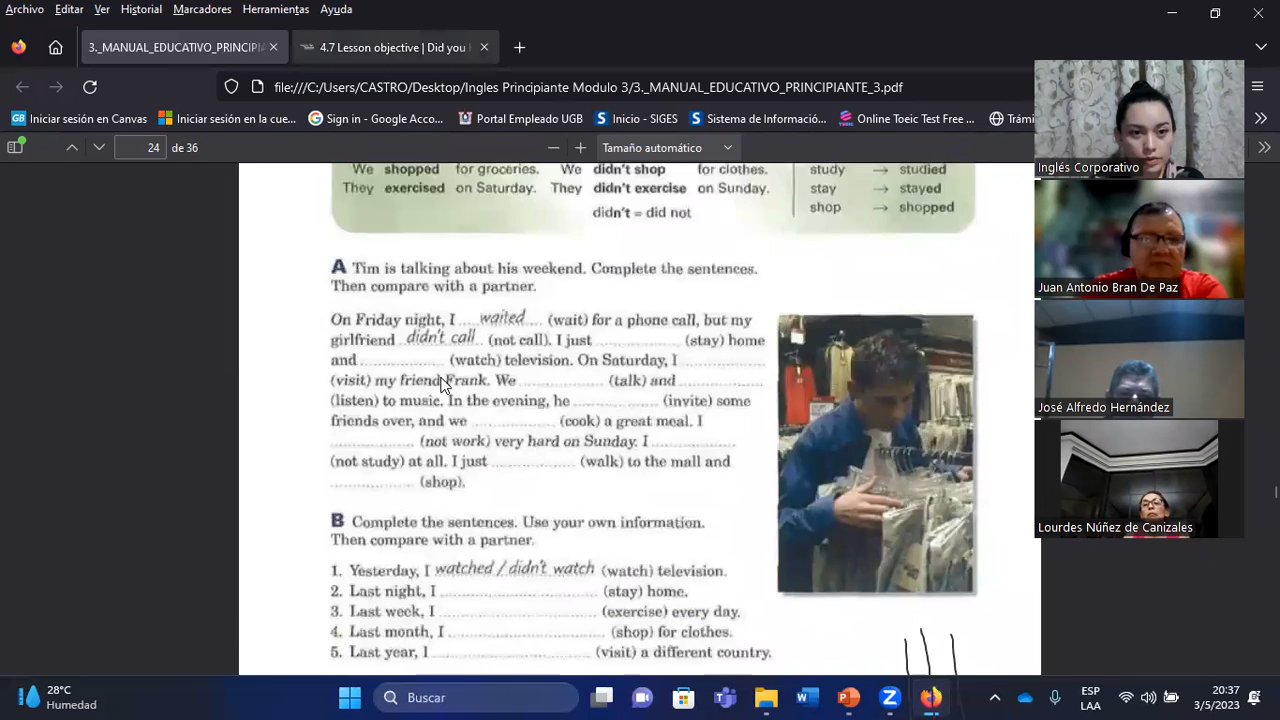 Archivo Editar Ver Historial Marcadores Herramientas Ayuda
3._MANUAL_EDUCATIVO_PRINCIPI
4.7 Lesson objective | Did you
file:///C:/Users/CASTRO/Desktop/Ingles Principiante Modulo 3/3._MANUAL_EDUCATIVO_PRINCIPIANTE_3.pdf
GB Iniciar sesión en Canvas Iniciar sesión en la cue... Sign in - Google Acco... Portal Empleado UGB S Inicio - SIGES S Sistema de Informació... Online Toeic Test Free ... Trám
24 de 36 Tamaño automático
We shopped for groceries. We didn't shop for clothes. study → studied
They exercised on Saturday. They didn't exercise on Sunday. stay → stayed
didn't = did not shop → shopped
A Tim is talking about his weekend. Complete the sentences.
Then compare with a partner.
On Friday night, I waited (wait) for a phone call, but my
girlfriend didn't call (not call). I just ............ (stay) home
and ............ (watch) television. On Saturday, I ............
(visit) my friend Frank. We ............ (talk) and ............
(listen) to music. In the evening, he ............ (invite) some
friends over, and we ............ (cook) a great meal. I
............ (not work) very hard on Sunday. I ............
(not study) at all. I just ............ (walk) to the mall and
............ (shop).
B Complete the sentences. Use your own information.
Then compare with a partner.
1. Yesterday, I watched / didn't watch (watch) television.
2. Last night, I ............ (stay) home.
3. Last week, I ............ (exercise) every day.
4. Last month, I ............ (shop) for clothes.
5. Last year, I ............ (visit) a different country.
Inglés Corporativo
Juan Antonio Bran De Paz
José Alfredo Hernández
Lourdes Núñez de Canizales
28°C
Humedad
Buscar
ESP
LAA
20:37
3/5/2023